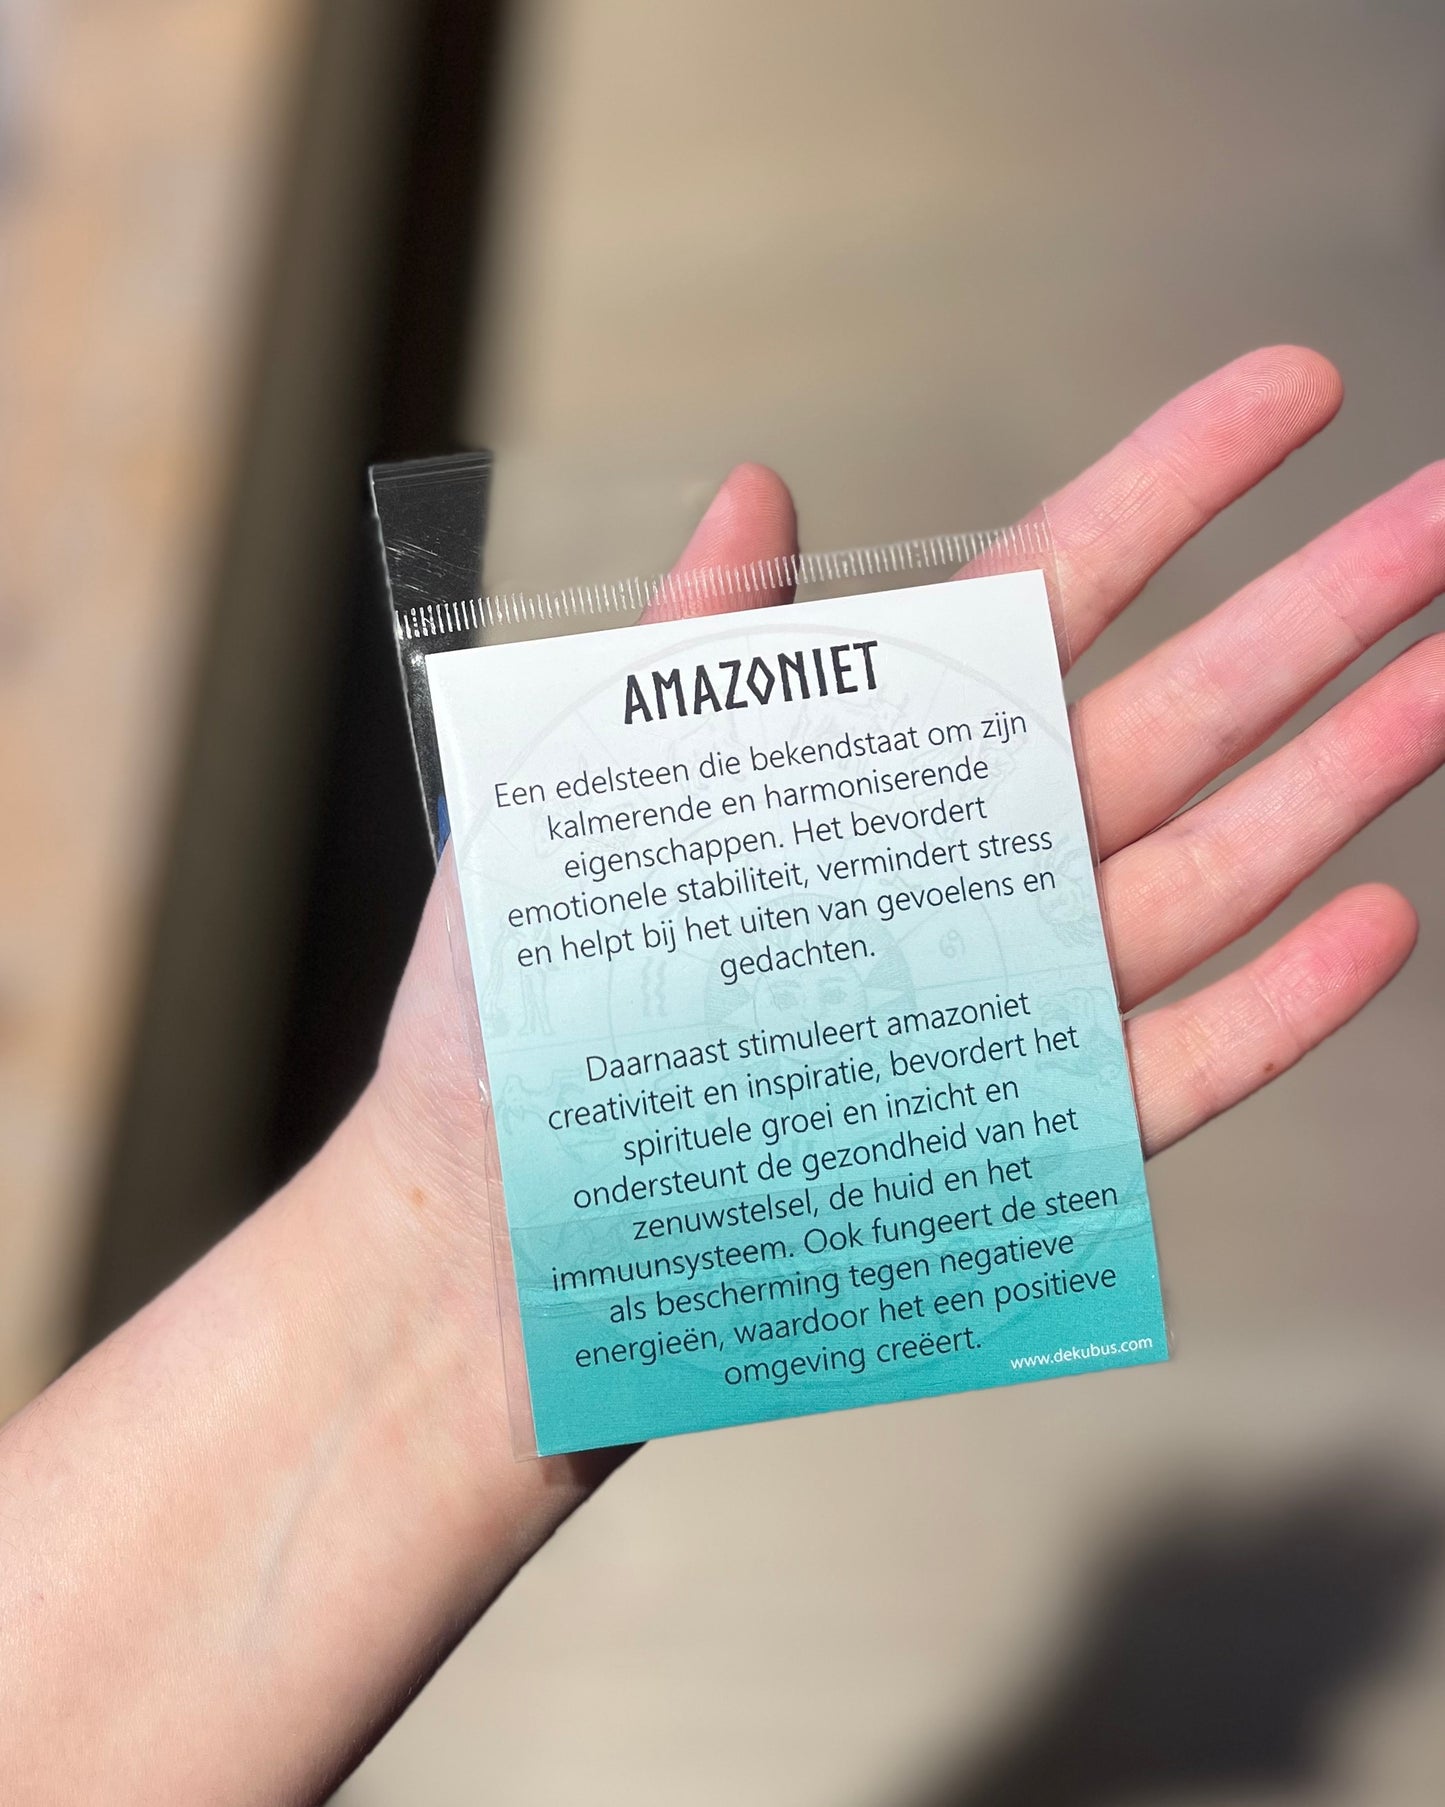 AMAZONIET
Een edelsteen die bekendstaat om zijn
kalmerende en harmoniserende
eigenschappen. Het bevordert
emotionele stabiliteit, vermindert stress
en helpt bij het uiten van gevoelens en
gedachten.
Daarnaast stimuleert amazoniet
creativiteit en inspiratie, bevordert het
spirituele groei en inzicht en
ondersteunt de gezondheid van het
zenuwstelsel, de huid en het
immuunsysteem. Ook fungeert de steen
als bescherming tegen negatieve
energieën, waardoor het een positieve
omgeving creëert.
www.dekubus.com